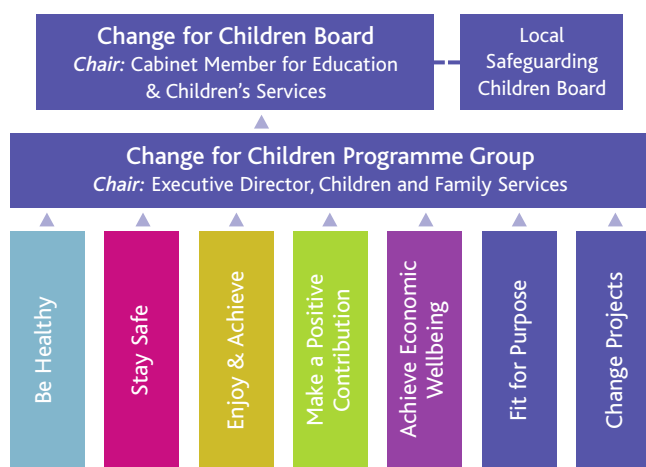 Change for Children Board
Chair: Cabinet Member for Education
& Children's Services
Local
Safeguarding
Children Board
Change for Children Programme Group
Chair: Executive Director, Children and Family Services
Be Healthy
Stay Safe
Enjoy & Achieve
Make a Positive
Contribution
Achieve Economic
Wellbeing
Fit for Purpose
Change Projects